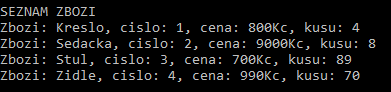 SEZNAM ZBOZI
Zbozi: Kreslo, cislo: 1, cena: 800Kc, kusu: 4
Zbozi: Sedacka, cislo: 2, cena: 9000Kc, kusu: 8
Zbozi: Stul, cislo: 3, cena: 700Kc, kusu: 89
Zbozi: Zidle, cislo: 4, cena: 990Kc, kusu: 70